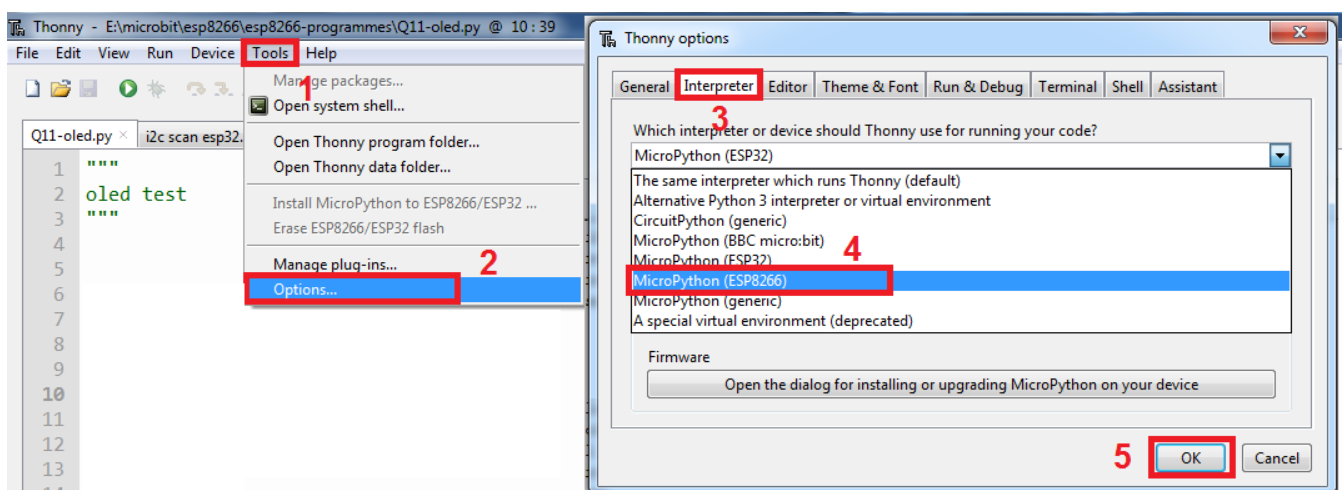 Thonny - E:\microbit\esp8266\esp8266-programmes\Q11-oled.py @ 10 : 39
File Edit View Run Device Tools Help
1
Manage packages...
Open system shell...
Open Thonny program folder...
Open Thonny data folder...
Install MicroPython to ESP8266/ESP32 ...
Erase ESP8266/ESP32 flash
Manage plug-ins...
2
Options...
Q11-oled.py
i2c scan esp32.
1 """
2 oled test
3 """
4
5
6
7
8
9
10
11
12
13
Thonny options
General Interpreter Editor Theme & Font Run & Debug Terminal Shell Assistant
3
Which interpreter or device should Thonny use for running your code?
MicroPython (ESP32)
The same interpreter which runs Thonny (default)
Alternative Python 3 interpreter or virtual environment
CircuitPython (generic)
MicroPython (BBC micro:bit)
4
MicroPython (ESP32)
MicroPython (ESP8266)
MicroPython (generic)
A special virtual environment (deprecated)
Firmware
Open the dialog for installing or upgrading MicroPython on your device
5
OK Cancel